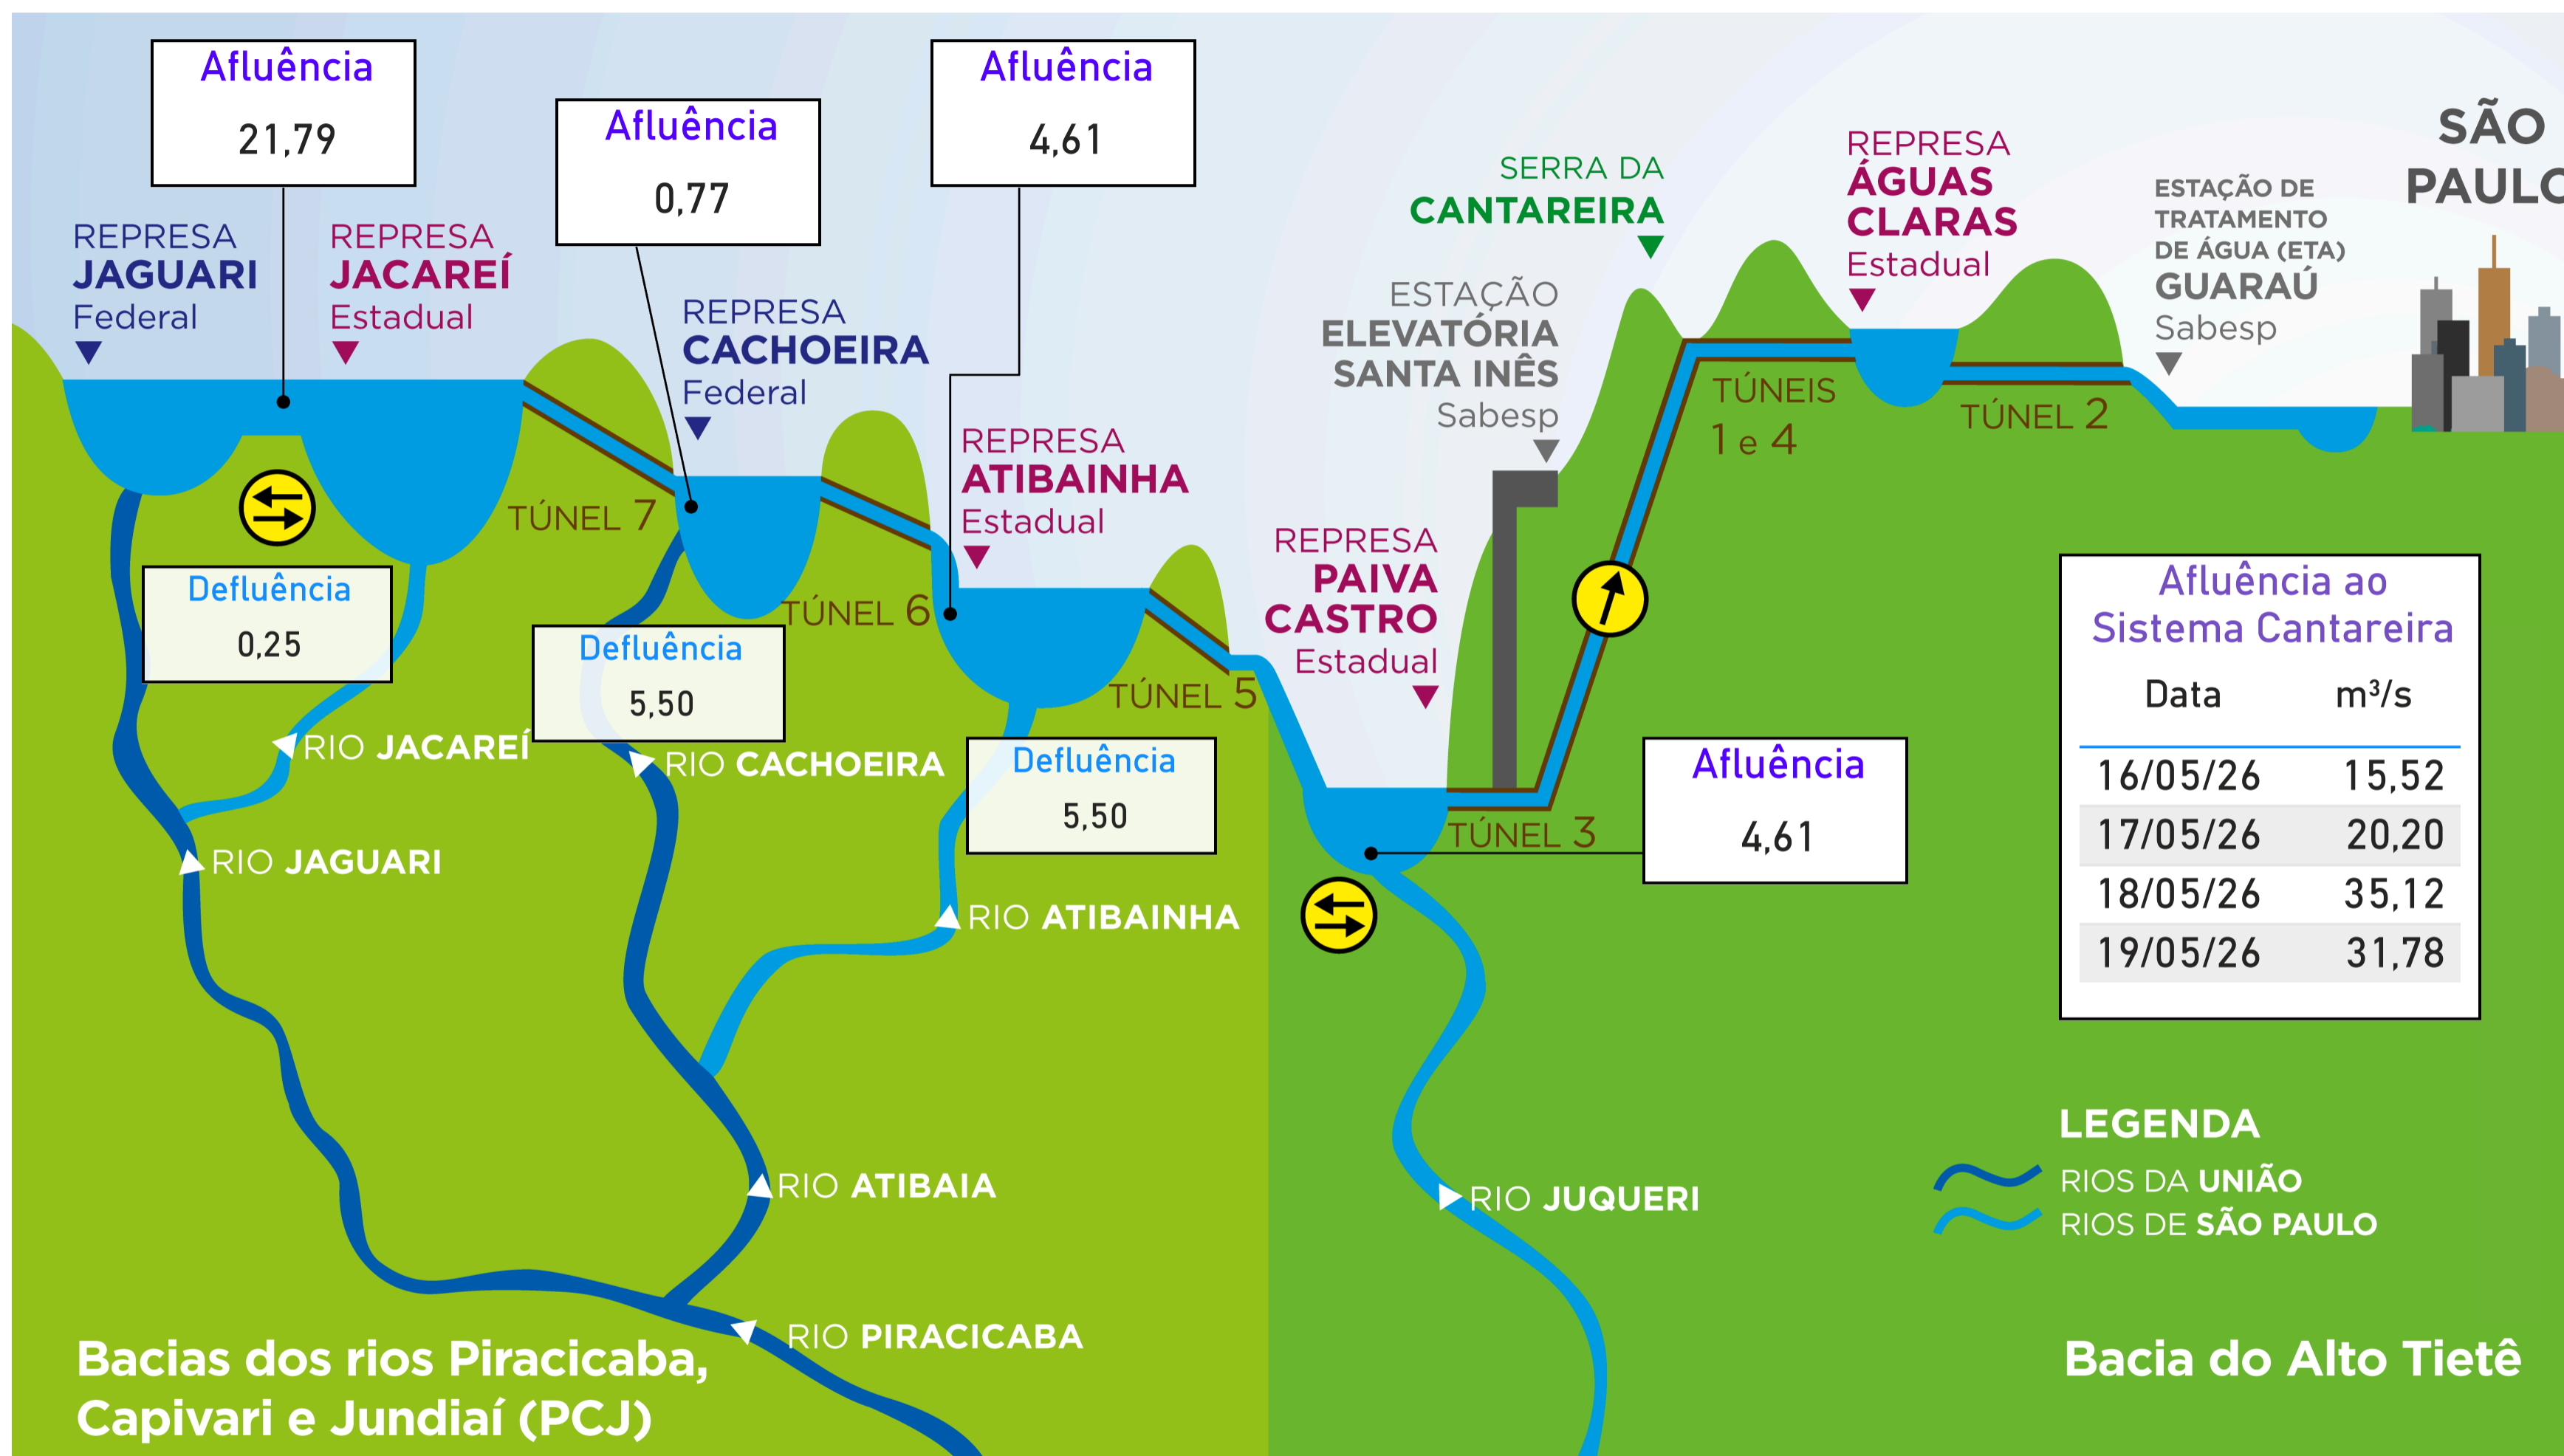 Afluência
21,79
Afluência
0,77
Afluência
4,61
REPRESA
JAGUARI
Federal
REPRESA
JACAREÍ
Estadual
REPRESA
CACHOEIRA
Federal
REPRESA
ATIBAINHA
Estadual
SERRA DA
CANTAREIRA
ESTAÇÃO
ELEVATÓRIA
SANTA INÊS
Sabesp
REPRESA
ÁGUAS
CLARAS
Estadual
ESTAÇÃO DE
TRATAMENTO
DE ÁGUA (ETA)
GUARAÚ
Sabesp
SÃO
PAULO
TÚNEIS
1 e 4
TÚNEL 2
TÚNEL 7
TÚNEL 6
TÚNEL 5
REPRESA
PAIVA
CASTRO
Estadual
TÚNEL 3
Defluência
0,25
Defluência
5,50
Defluência
5,50
Afluência
4,61
RIO JACAREÍ
RIO CACHOEIRA
RIO JAGUARI
RIO ATIBAINHA
RIO ATIBAIA
RIO JUQUERI
RIO PIRACICABA
Afluência ao
Sistema Cantareira
Data m³/s
16/05/26 15,52
17/05/26 20,20
18/05/26 35,12
19/05/26 31,78
LEGENDA
RIOS DA UNIÃO
RIOS DE SÃO PAULO
Bacias dos rios Piracicaba,
Capivari e Jundiaí (PCJ)
Bacia do Alto Tietê